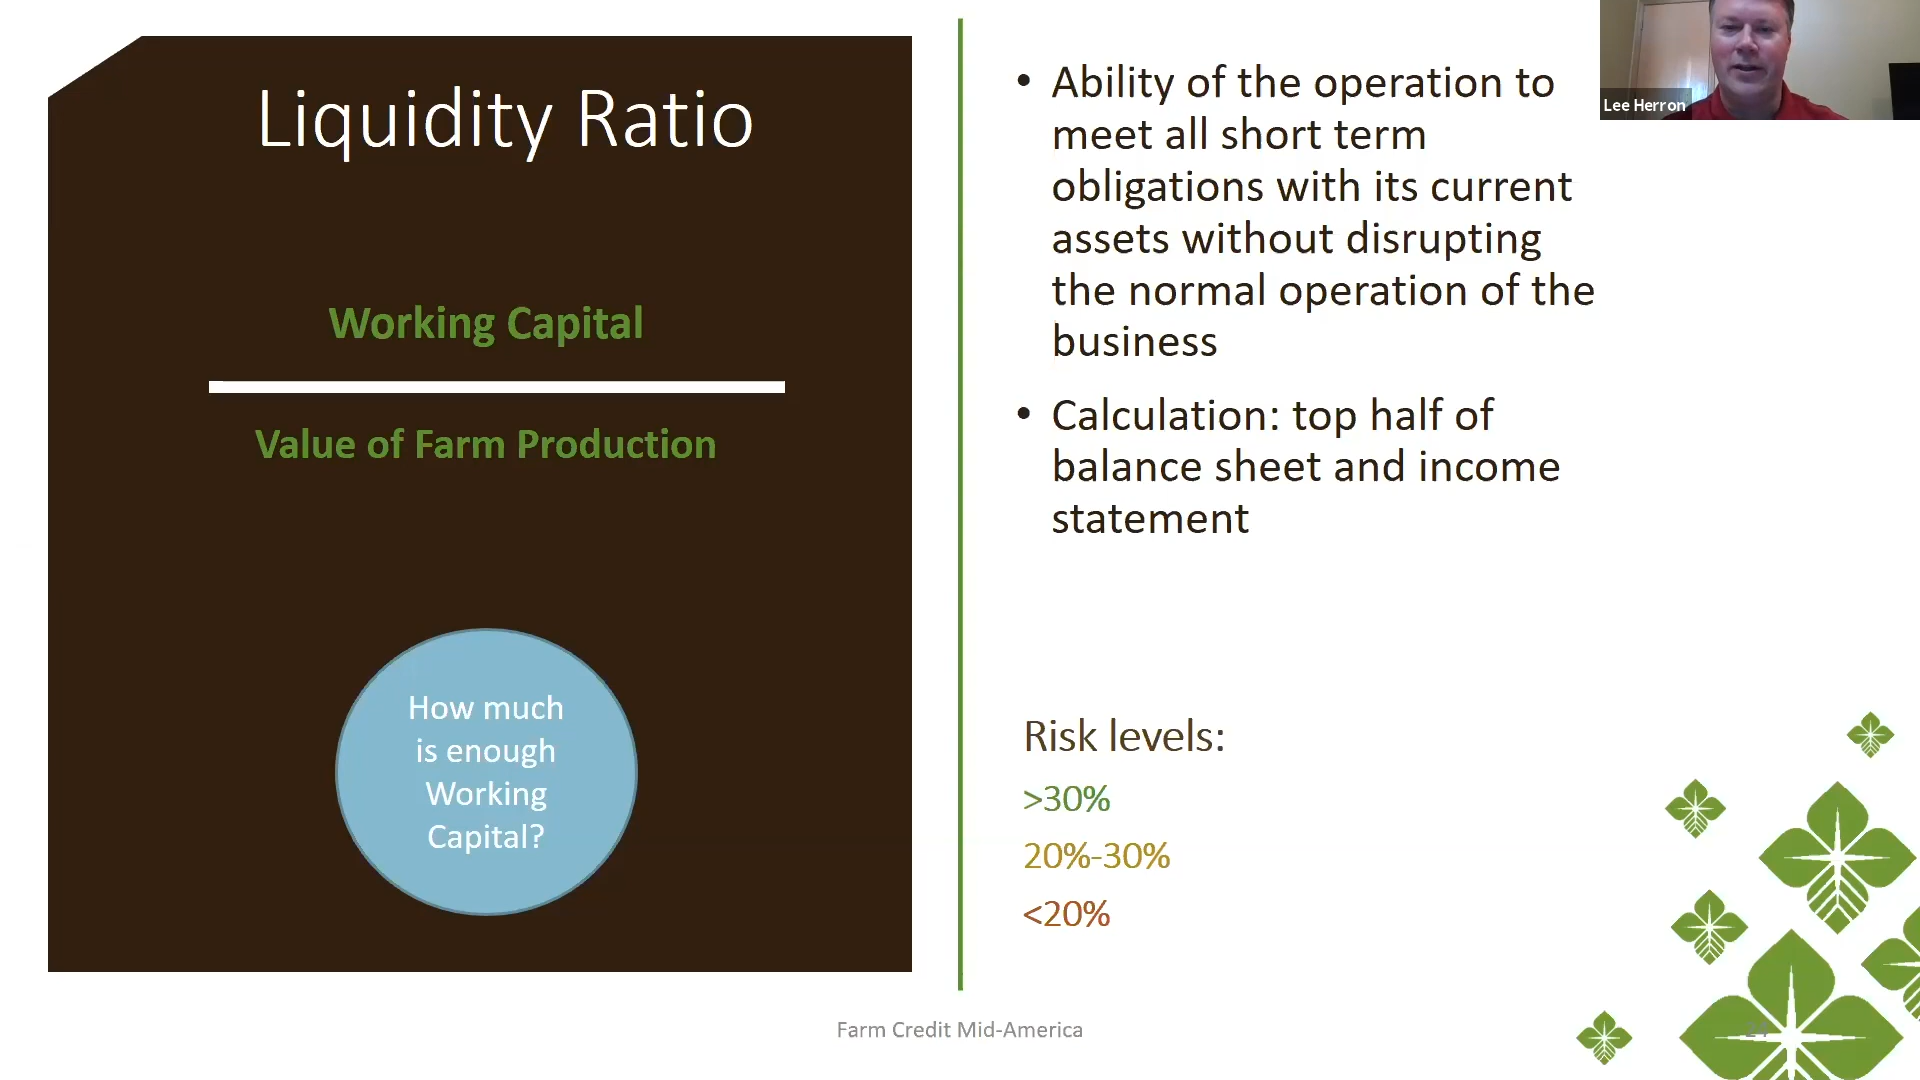 Liquidity Ratio
Working Capital
Value of Farm Production
How much
is enough
Working
Capital?
• Ability of the operation to
meet all short term
obligations with its current
assets without disrupting
the normal operation of the
business
• Calculation: top half of
balance sheet and income
statement
Risk levels:
>30%
20%-30%
<20%
Lee Herron
Farm Credit Mid-America